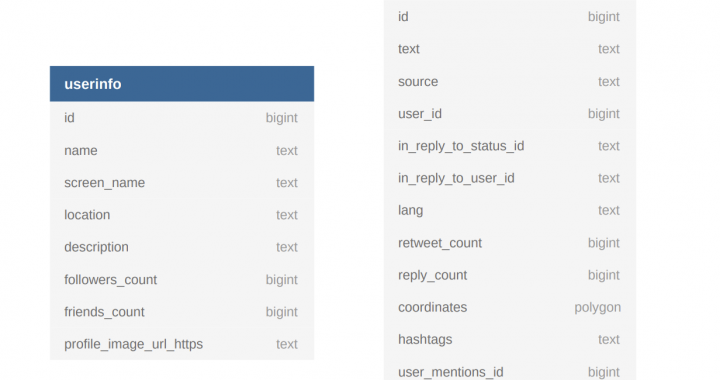 userinfo
id bigint
name text
screen_name text
location text
description text
followers_count bigint
friends_count bigint
profile_image_url_https text
id bigint
text text
source text
user_id bigint
in_reply_to_status_id text
in_reply_to_user_id text
lang text
retweet_count bigint
reply_count bigint
coordinates polygon
hashtags text
user_mentions_id bigint